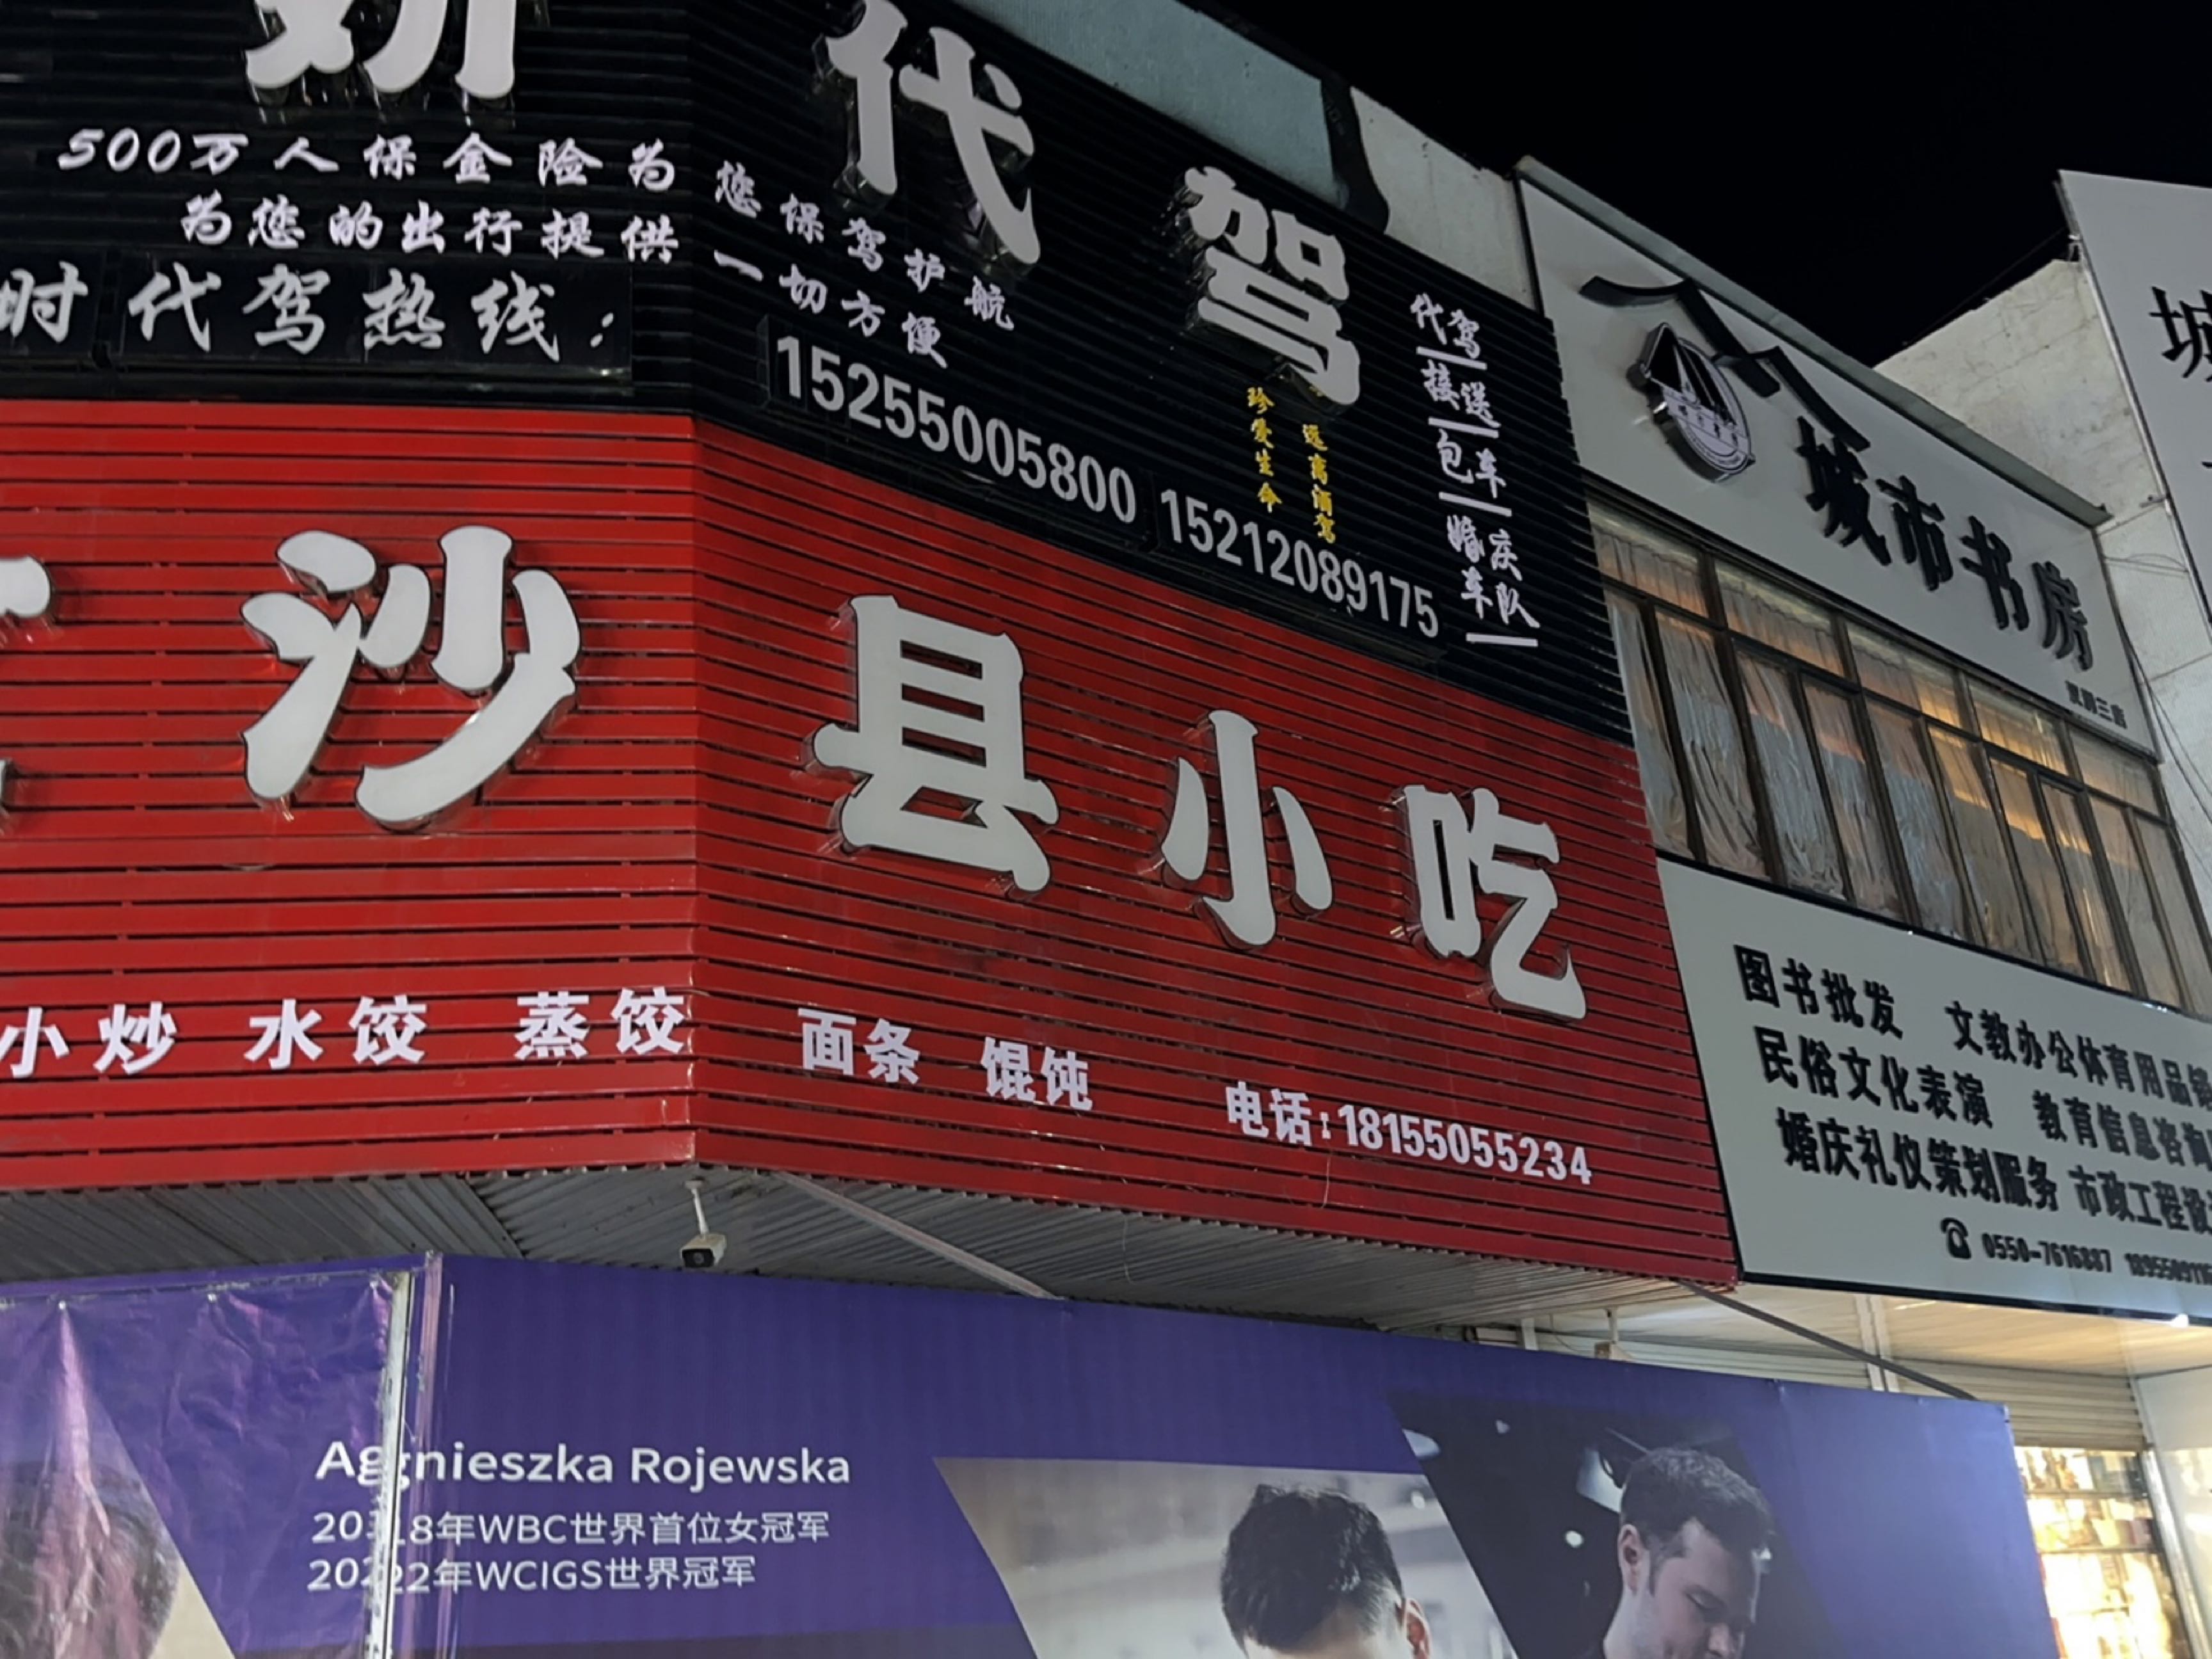 代驾
500万人保金险为您保驾护航
为您的出行提供一切方便
时代驾热线:
15255005800 15212089175
珍爱生命
远离酒驾
代驾
接送
包车
婚庆
车队
沙县小吃
小炒 水饺 蒸饺 面条 馄饨 电话:18155055234
城市书房
图书批发 文教办公体育用品
民俗文化表演 教育信息咨询
婚庆礼仪策划服务 市政工程
0550-7616887
Aggnieszka Rojewska
2018年WBC世界首位女冠军
2022年WCIGS世界冠军